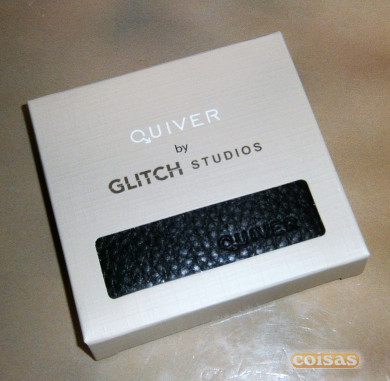 QUIVER
by
GLITCH STUDIOS
QUIVER
coisas